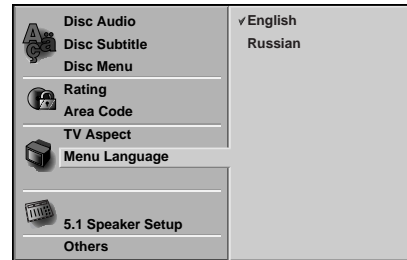 Disc Audio
Disc Subtitle
Disc Menu
Rating
Area Code
TV Aspect
Menu Language
5.1 Speaker Setup
Others
✓English
Russian